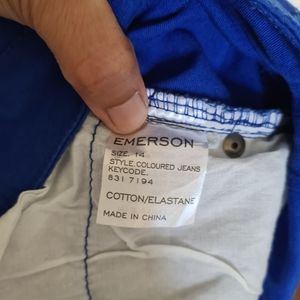 EMERSON
SIZE. 14
STYLE.COLOURED JEANS
KEYCODE.
831 7194
COTTON/ELASTANE
MADE IN CHINA